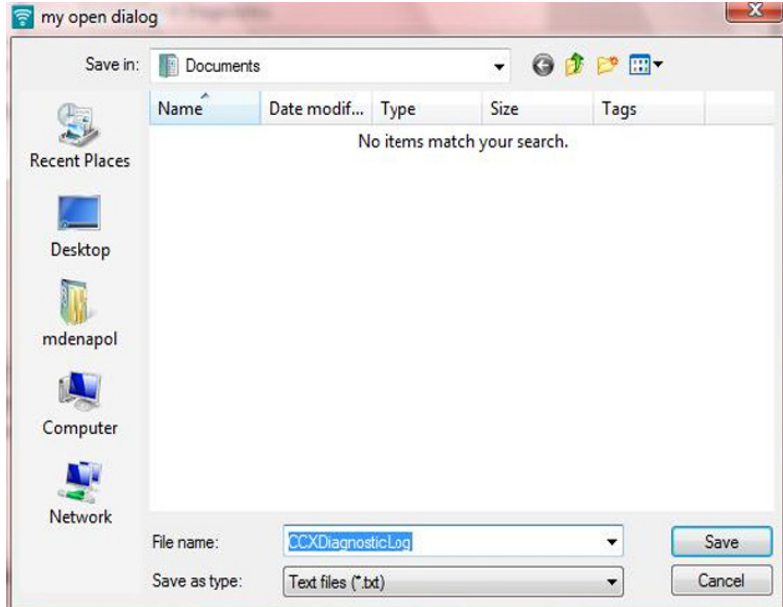 my open dialog
Save in: Documents
Name Date modif... Type Size Tags
No items match your search.
Recent Places
Desktop
mdenapol
Computer
Network
File name: CCXDiagnosticLog Save
Save as type: Text files (*.txt) Cancel